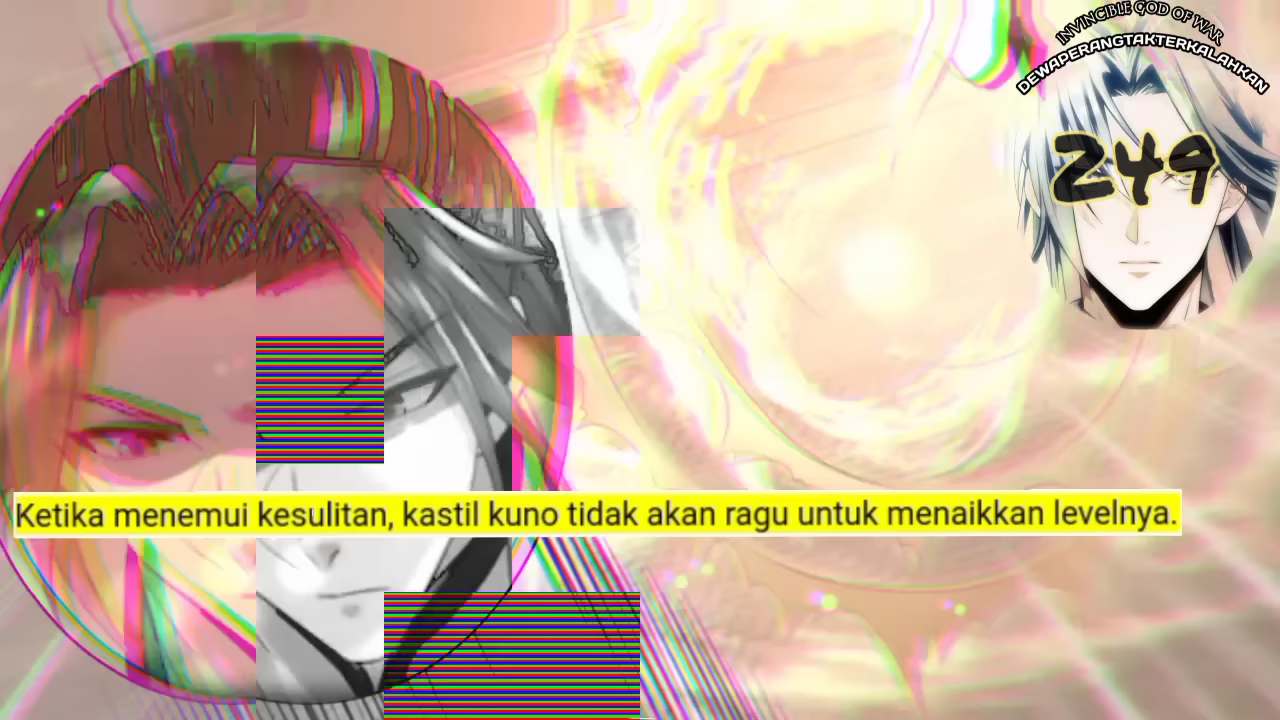 INVINCIBLE GOD OF WAR
DEWAPERANGTAKTERKALAHKAN
249
Ketika menemui kesulitan, kastil kuno tidak akan ragu untuk menaikkan levelnya.